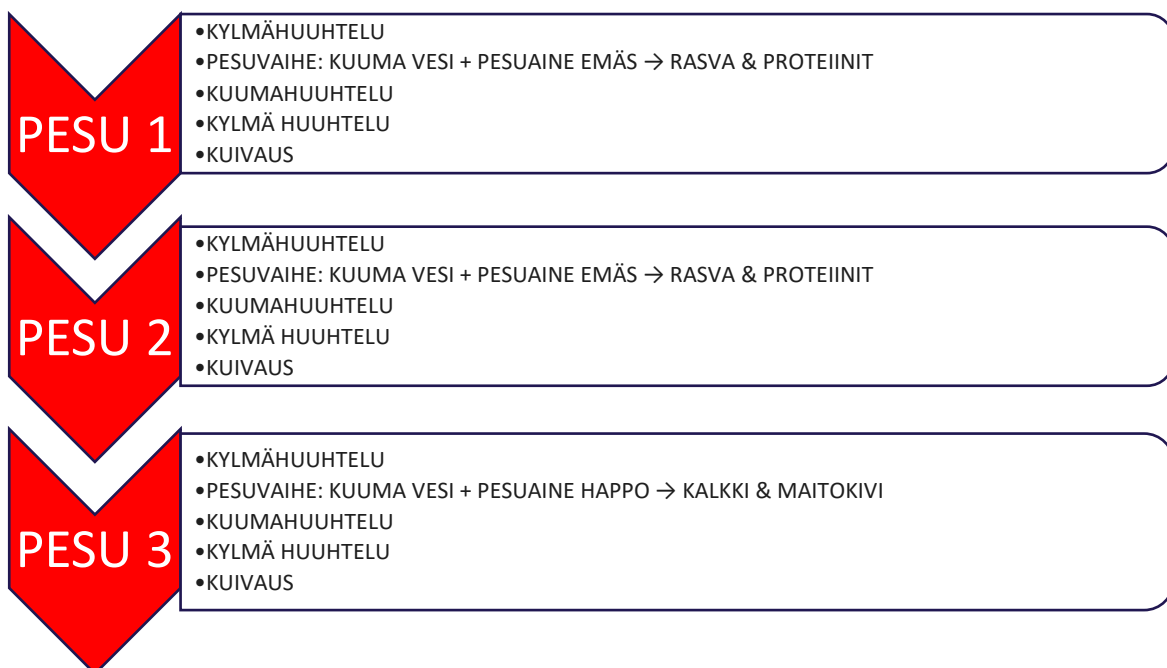 PESU 1
•KYLMÄHUUHTELU
•PESUVAIHE: KUUMA VESI + PESUAINE EMÄS → RASVA & PROTEIINIT
•KUUMAHUUHTELU
•KYLMÄ HUUHTELU
•KUIVAUS
PESU 2
•KYLMÄHUUHTELU
•PESUVAIHE: KUUMA VESI + PESUAINE EMÄS → RASVA & PROTEIINIT
•KUUMAHUUHTELU
•KYLMÄ HUUHTELU
•KUIVAUS
PESU 3
•KYLMÄHUUHTELU
•PESUVAIHE: KUUMA VESI + PESUAINE HAPPO → KALKKI & MAITOKIVI
•KUUMAHUUHTELU
•KYLMÄ HUUHTELU
•KUIVAUS